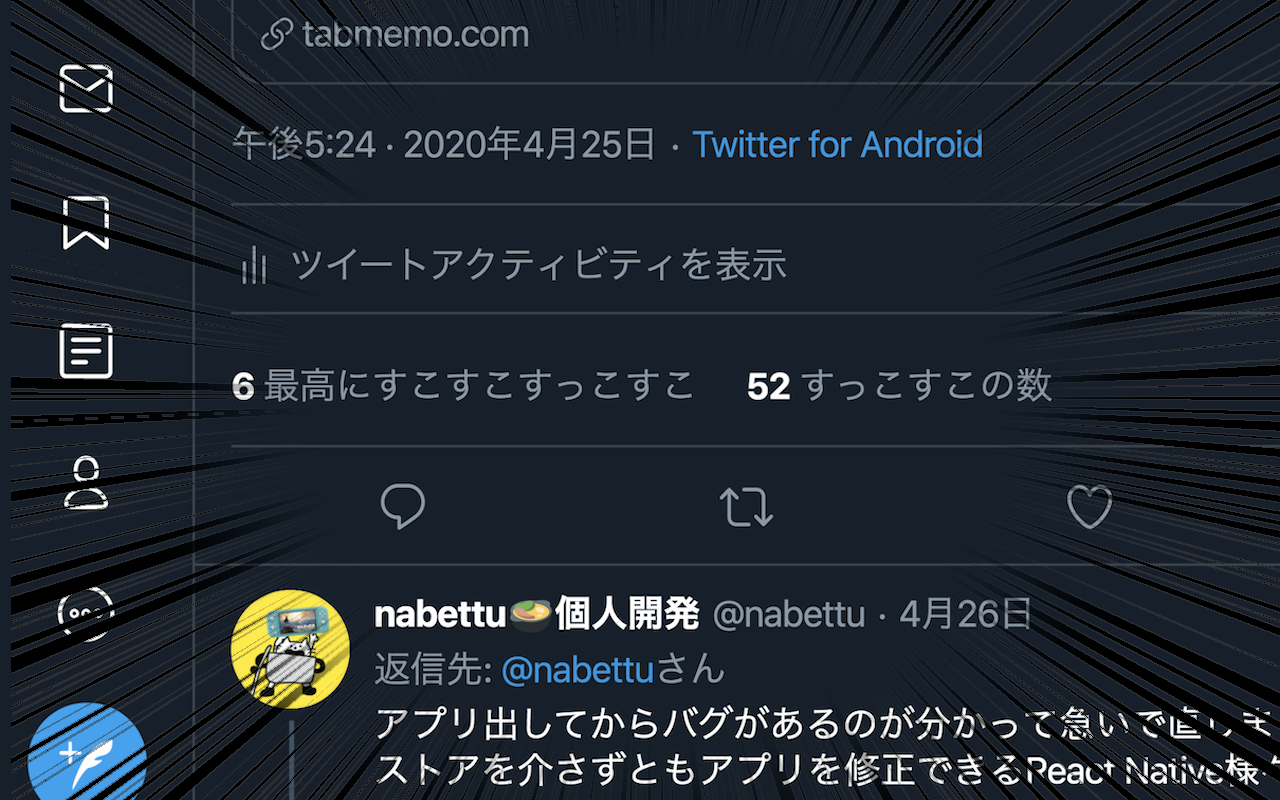 tabmemo.com
午後5:24 · 2020年4月25日 · Twitter for Android
ツイートアクティビティを表示
6 最高にすこすこすっこすこ 52 すっこすこの数
nabettu🍜個人開発 @nabettu · 4月26日
返信先: @nabettuさん
アプリ出してからバグがあるのが分かって急いで直しま
ストアを介さずともアプリを修正できるReact Native様